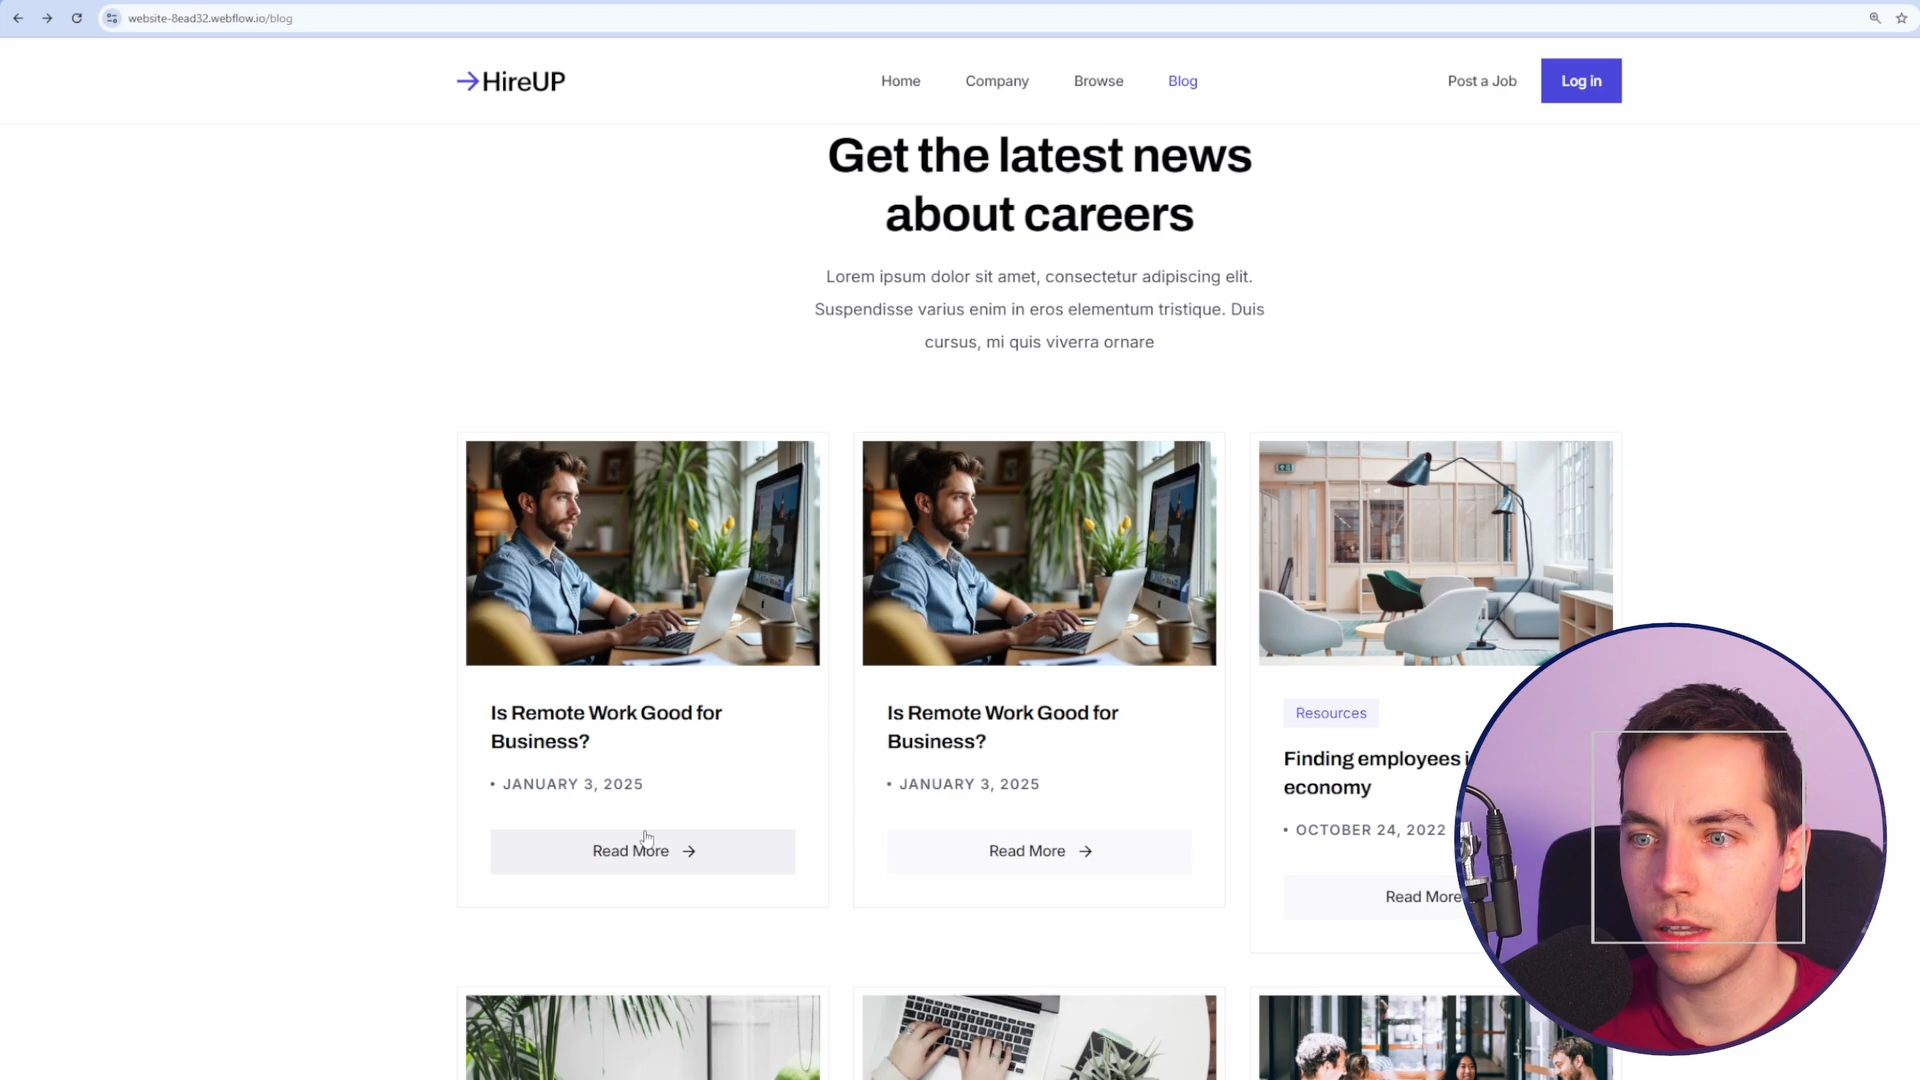 website-8ead32.webflow.io/blog
HireUP
Home
Company
Browse
Blog
Post a Job
Log in
Get the latest news
about careers
Lorem ipsum dolor sit amet, consectetur adipiscing elit.
Suspendisse varius enim in eros elementum tristique. Duis
cursus, mi quis viverra ornare
Is Remote Work Good for
Business?
• JANUARY 3, 2025
Read More
Is Remote Work Good for
Business?
• JANUARY 3, 2025
Read More
Resources
Finding employees i
economy
• OCTOBER 24, 2022
Read More